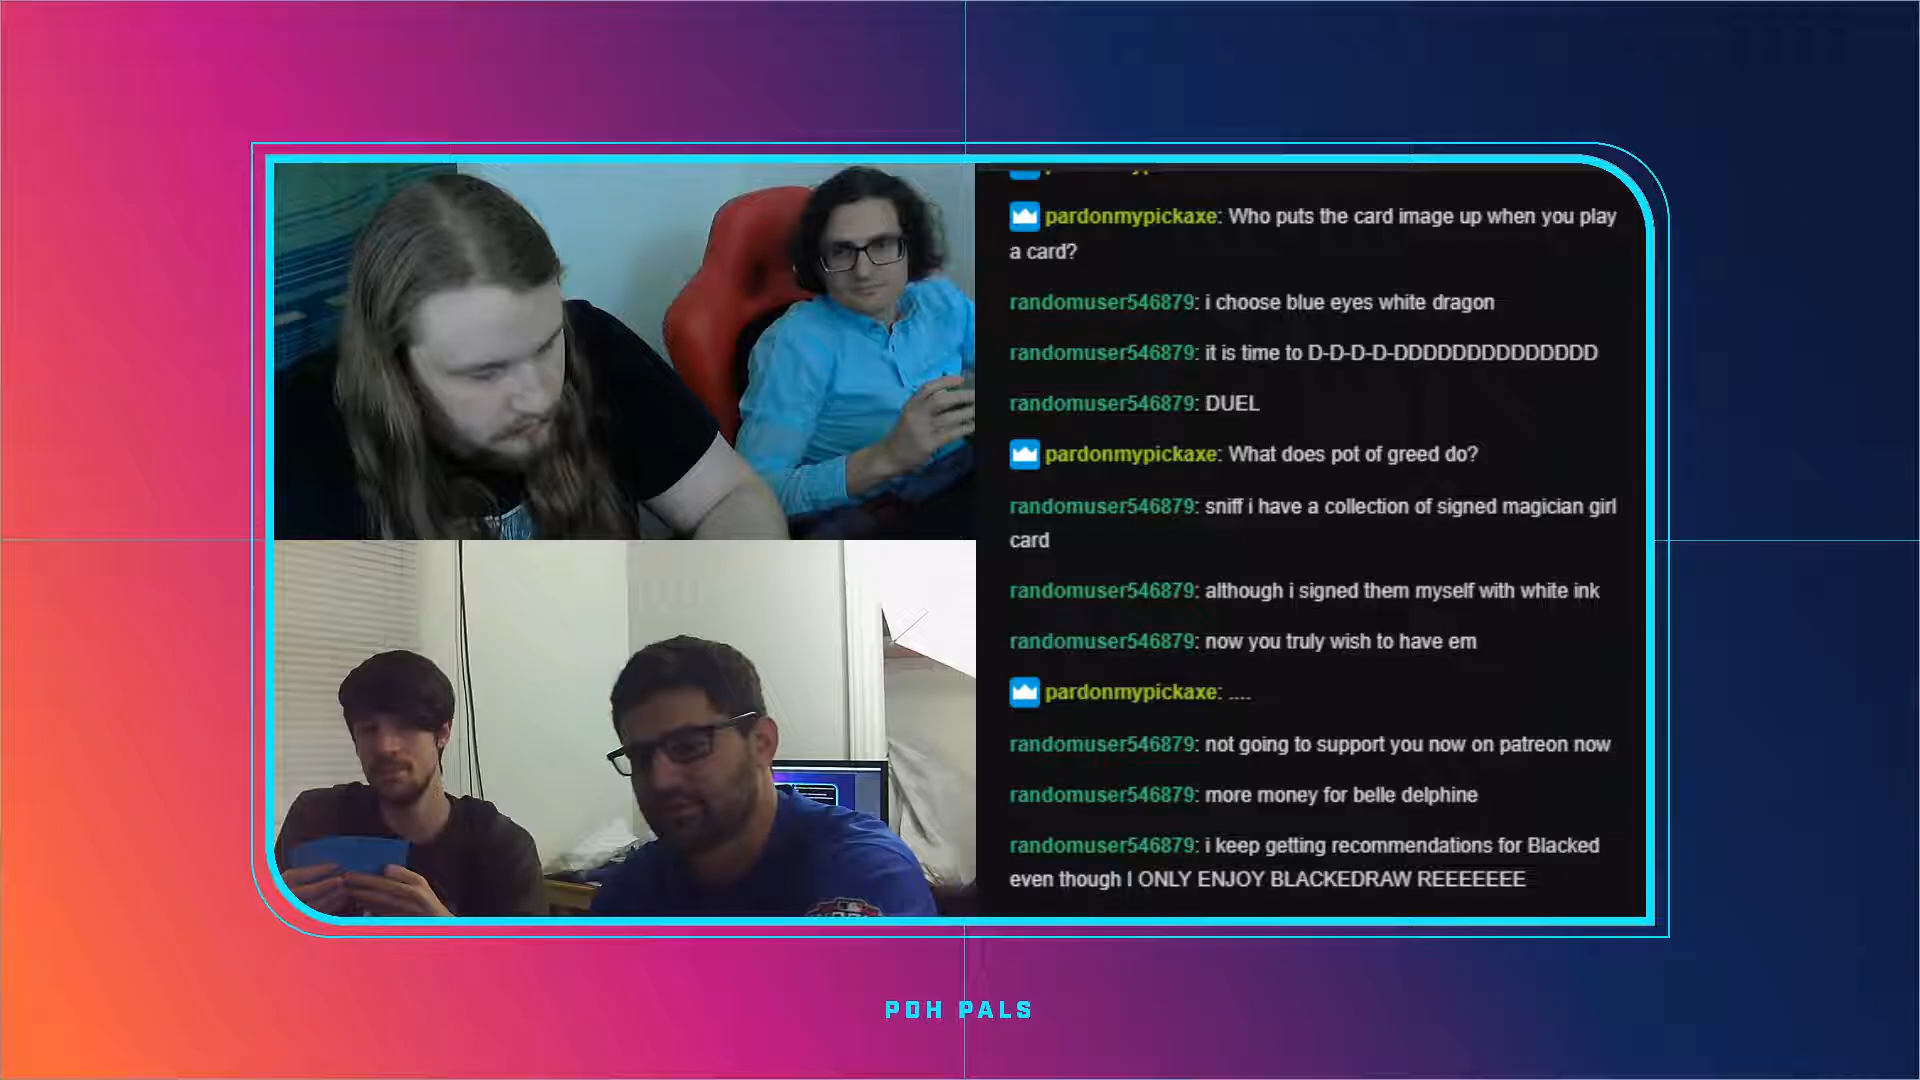 pardonmypickaxe: Who puts the card image up when you play
a card?
randomuser546879: i choose blue eyes white dragon
randomuser546879: it is time to D-D-D-D-DDDDDDDDDDDDDD
randomuser546879: DUEL
pardonmypickaxe: What does pot of greed do?
randomuser546879: sniff i have a collection of signed magician girl
card
randomuser546879: although i signed them myself with white ink
randomuser546879: now you truly wish to have em
pardonmypickaxe: ....
randomuser546879: not going to support you now on patreon now
randomuser546879: more money for belle delphine
randomuser546879: i keep getting recommendations for Blacked
even though I ONLY ENJOY BLACKEDRAW REEEEEEE
PDH PALS